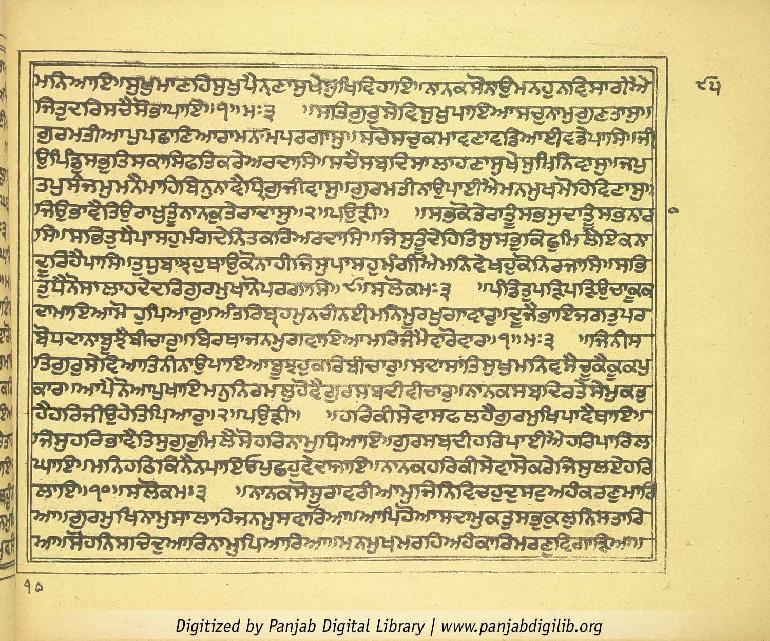 ਮਨਿਆਇ॥ਸੁਖੁਮਾਣਹਿਸੁਖੁਪੈਨਣਾਸੁਖੇਸੁਖਿਵਿਹਾਇ॥ਨਾਨਕਸੋਨਾਉਮਨਹੁਨਵਿਸਾਰੀਐ ੮੫
ਜਿਤੁਦਰਿਸਚੈਸੋਭਾਪਾਇ॥੧॥ਮਃ੩ ॥ਸਤਿਗੁਰੁਸੇਵਿਸੁਖੁਪਾਇਆਸਚੁਨਾਮੁਗੁਣਤਾਸੁ॥
ਗੁਰਮਤੀਆਪੁਪਛਾਣਿਆਰਾਮਨਾਮਪਰਗਾਸੁ॥ਸਚੋਸਚੁਕਮਾਵਣਾਵਡਿਆਈਵਡੇਪਾਸਿ॥ਜੀ
ਉਪਿੰਡੁਸਭੁਤਿਸਕਾਸਿਫਤਿਕਰੇਅਰਦਾਸਿ॥ਸਚੈਸਬਦਿਸਾਲਾਹਣਾਸੁਖੇਸੁਖਿਨਿਵਾਸੁ॥ਜਪੁ
ਤਪੁਸੰਜਮੁਮਨੈਮਾਹਿਬਿਨੁਨਾਵੈਧ੍ਰਿਗੁਜੀਵਾਸੁ॥ਗੁਰਮਤੀਨਾਉਪਾਈਐਮਨਮੁਖਮੋਹਿਵਿਣਾਸੁ॥
ਜਿਉਭਾਵੈਤਿਉਰਾਖੁਤੂੰਨਾਨਕੁਤੇਰਾਦਾਸੁ॥੨॥ਪਉੜੀ॥ ॥ਸਭੁਕੋਤੇਰਾਤੂੰਸਭਸੁਦਾਤੂੰਸਭਨਰਾ
ਸਿ॥ਸਭਿਤੁਧੈਪਾਸਹੁਮੰਗਦੇਨਿਤਕਰਿਅਰਦਾਸਿ॥ਜਿਸੁਤੂੰਦੇਹਿਤਿਸੁਸਭੁਕਿਛੁਮਿਲੈਇਕਨਾ
ਦੂਰਿਹੈਪਾਸਿ॥ਤੁਧੁਬਾਝਹੁਥਾਉਕੋਨਾਹੀਜਿਸੁਪਾਸਹੁਮੰਗੀਐਮਨਿਵੇਖਹੁਕੋਨਿਰਜਾਸਿ॥ਸਭਿ
ਤੁਧੈਨੋਸਾਲਾਹਦੇਦਰਿਗੁਰਮੁਖਾਨੋਪਰਗਾਸਿ॥੯॥ਸਲੋਕਮਃ੩ ॥ਪੰਡਿਤੁਪੜਿਪੜਿਉਚਾਕੂਕ
ਦਾਮਾਇਆਮੋਹੁਪਿਆਰੁ॥ਅੰਤਰਿਬ੍ਰਹਮੁਨਚੀਨਈਮਨਿਮੂਰਖੁਗਾਵਾਰੁ॥ਦੂਜੈਭਾਇਜਗਤੁਪਰ
ਬੋਧਦਾਨਾਬੂਝੈਬੀਚਾਰੁ॥ਬਿਰਥਾਜਨਮੁਗਵਾਇਆਮਰਿਜੰਮੈਵਾਰੋਵਾਰ॥੧॥ਮਃ੩ ॥ਜਿਨੀਸ
ਤਿਗੁਰੁਸੇਵਿਆਤਿਨੀਨਾਉਪਾਇਆਬੂਝਹੁਕਰਿਬੀਚਾਰੁ॥ਸਦਾਸਾਂਤਿਸੁਖੁਮਨਿਵਸੈਚੂਕੈਕੂਕਪੁ
ਕਾਰ॥ਆਪੈਨੋਆਪੁਖਾਇਮਨੁਨਿਰਮਲੁਹੋਵੈਗੁਰਸਬਦੀਵੀਚਾਰੁ॥ਨਾਨਕਸਬਦਿਰਤੇਸੇਮੁਕਤੁ
ਹੈਹਰਿਜੀਉਹੇਤਿਪਿਆਰੁ॥੨॥ਪਉੜੀ॥ ॥ਹਰਿਕੀਸੇਵਾਸਫਲਹੈਗੁਰਮੁਖਿਪਾਵੈਥਾਇ॥
ਜਿਸੁਹਰਿਭਾਵੈਤਿਸੁਗੁਰੁਮਿਲੈਸੋਹਰਿਨਾਮੁਧਿਆਇ॥ਗੁਰਸਬਦੀਹਰਿਪਾਈਐਹਰਿਪਾਰਿਲ
ਘਾਇ॥ਮਨਹਠਿਕਿਨੈਨਪਾਇਓਪੁਛਹੁਵੇਦਾਜਾਇ॥ਨਾਨਕਹਰਿਕੀਸੇਵਾਸੋਕਰੇਜਿਸੁਲਏਹਰਿ
ਲਾਇ॥੧੦॥ਸਲੋਕਮਃ੩ ॥ਨਾਨਕਸੋਸੂਰਾਵਰੀਆਮੁਜਿਨਿਵਿਚਹੁਦੁਸਟੁਅਹੰਕਰਣੁਮਾਰਿ
ਆ॥ਗੁਰਮੁਖਿਨਾਮੁਸਾਲਾਹਿਜਨਮੁਸਵਾਰਿਆ॥ਆਪਿਹੋਆਸਦਾਮੁਕਤੁਸਭੁਕੁਲੁਨਿਸਤਾਰਿ
ਆ॥ਸੋਹਨਿਸਚਿਦੁਆਰਿਨਾਮੁਪਿਆਰਿਆ॥ਮਨਮੁਖਮਰਹਿਅਹੰਕਾਰਿਮਰਣੁਵਿਗਾੜਿਆ॥
੧੭
Digitized by Panjab Digital Library | www.panjabdigilib.org